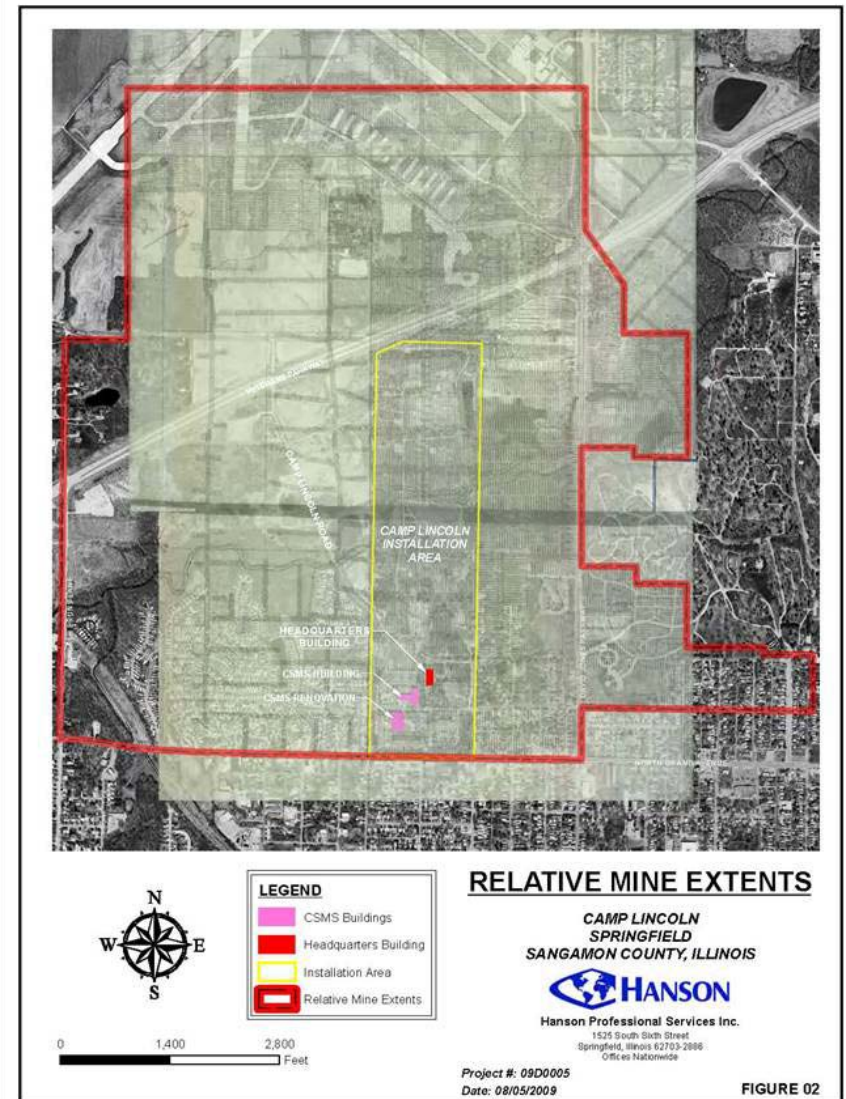 CAMP LINCOLN ROAD
CAMP LINCOLN
INSTALLATION
AREA
HEADQUARTERS
BUILDING
CSMS BUILDING
CSMS RENOVATION
NORTH GRAND AVENUE
N
W
E
S
0
1,400
2,800
Feet
LEGEND
CSMS Buildings
Headquarters Building
Installation Area
Relative Mine Extents
RELATIVE MINE EXTENTS
CAMP LINCOLN
SPRINGFIELD
SANGAMON COUNTY, ILLINOIS
HANSON
Hanson Professional Services Inc.
1525 South Sixth Street
Springfield, Illinois 62703-2886
Offices Nationwide
Project #: 09D0005
Date: 08/05/2009
FIGURE 02